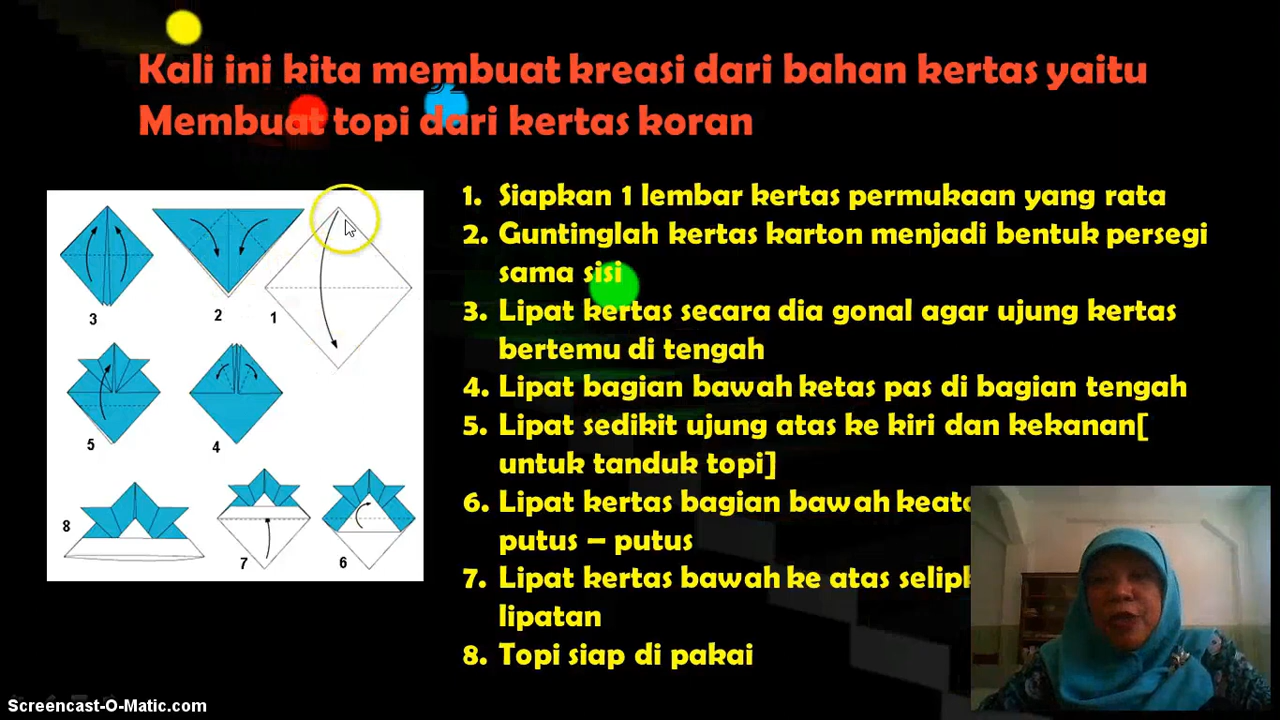 Kali ini kita membuat kreasi dari bahan kertas yaitu
Membuat topi dari kertas koran
1. Siapkan 1 lembar kertas permukaan yang rata
2. Guntinglah kertas karton menjadi bentuk persegi
sama sisi
3. Lipat kertas secara dia gonal agar ujung kertas
bertemu di tengah
4. Lipat bagian bawah ketas pas di bagian tengah
5. Lipat sedikit ujung atas ke kiri dan kekanan[
untuk tanduk topi]
6. Lipat kertas bagian bawah
putus – putus
7. Lipat kertas bawah ke atas
lipatan
8. Topi siap di pakai
3 2 1
5 4
8 7 6
Screencast-O-Matic.com